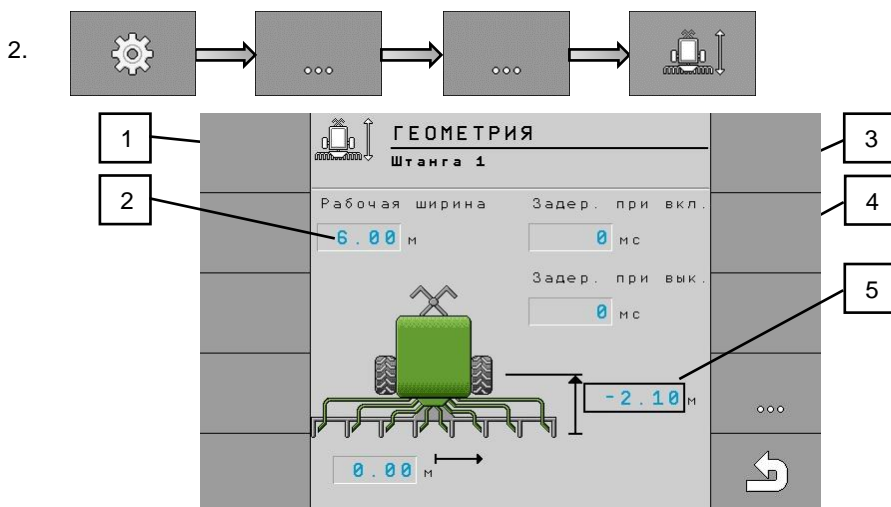 2.
1
ГЕОМЕТРИЯ
3
Штанга 1
2
Рабочая ширина Задер. при вкл.
4
6.00 м 0 мс
Задер. при вык.
5
0 мс
-2.10 м
0.00 м